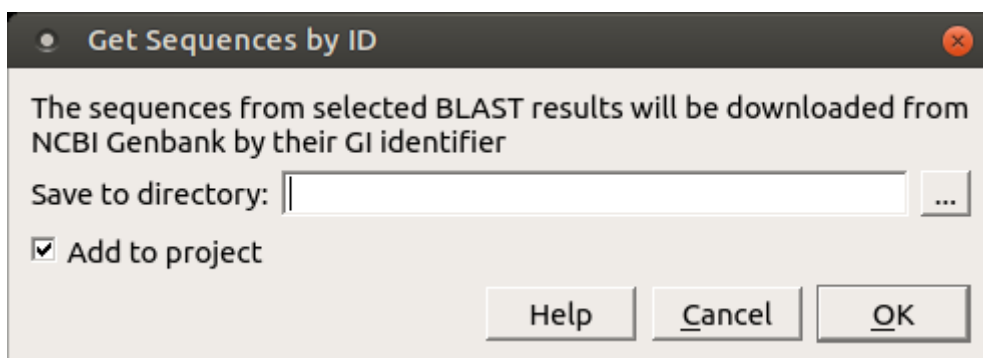 Get Sequences by ID
The sequences from selected BLAST results will be downloaded from
NCBI Genbank by their GI identifier
Save to directory:
...
Add to project
Help
Cancel
OK